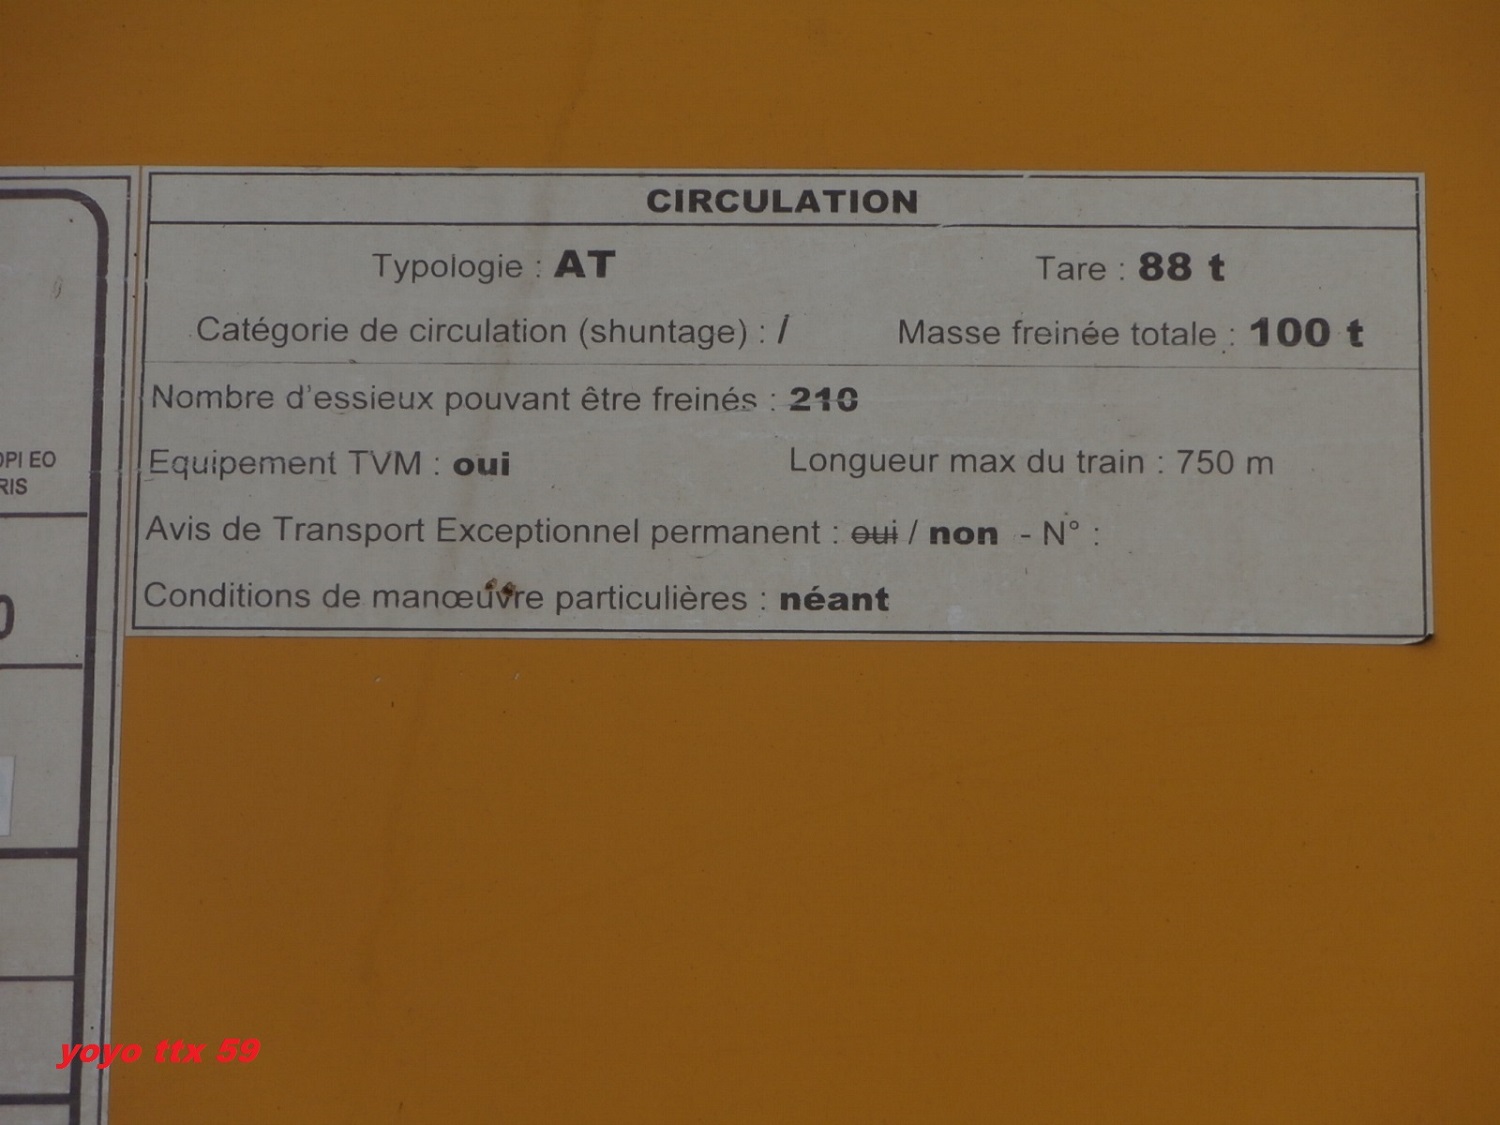 CIRCULATION
Typologie : AT Tare : 88 t
Catégorie de circulation (shuntage) : / Masse freinée totale : 100 t
Nombre d'essieux pouvant être freinés : 210
Equipement TVM : oui Longueur max du train : 750 m
Avis de Transport Exceptionnel permanent : oui / non - N° :
Conditions de manœuvre particulières : néant
EO
yoyo ttx 59